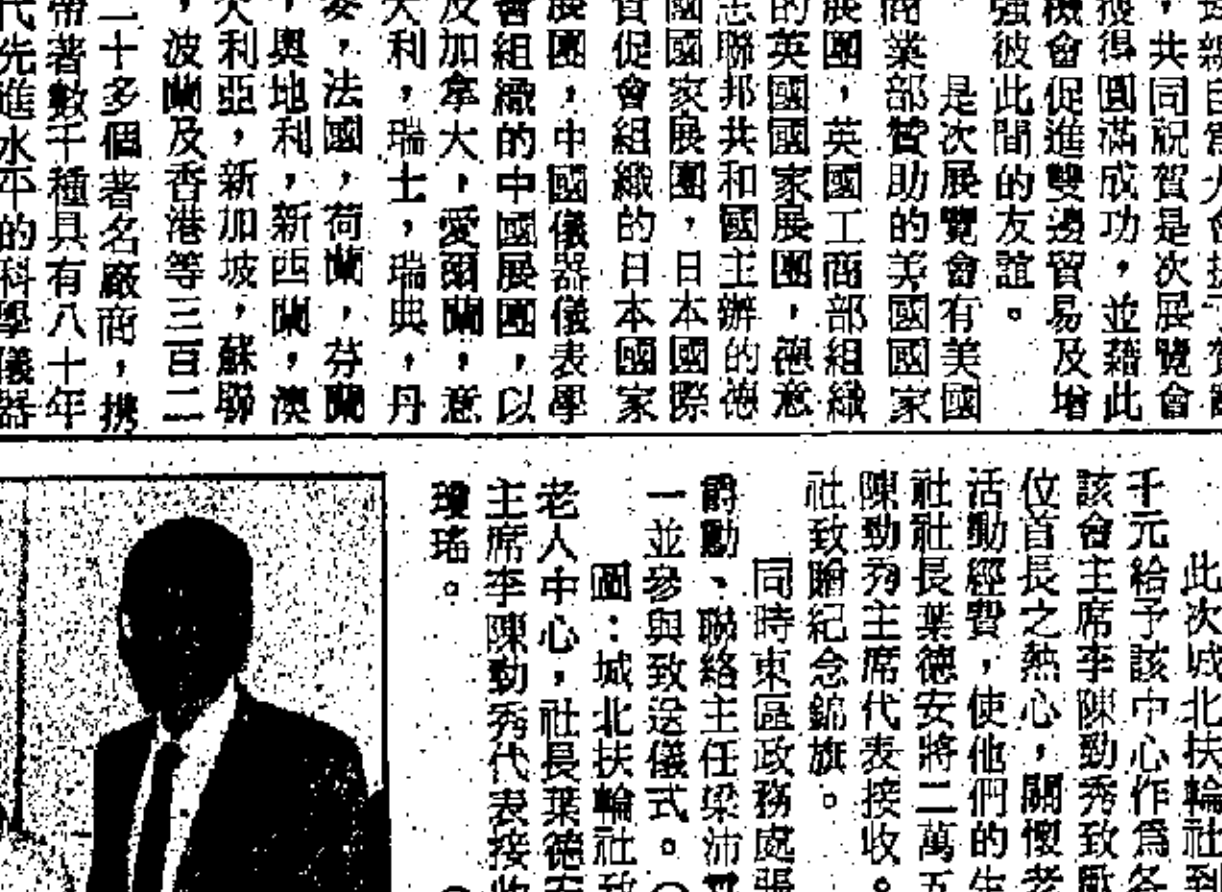 共同祝賀是次展覽會
得圓滿成功，並藉此
機會促進雙邊貿易及增
強彼此間的友誼。
是次展覽會有美國
商業部贊助的美國國家
展團，英國工商部組織
的英國國家展團，德意
志聯邦共和國主辦的德
國國家展團，日本國際
促會組織的日本國家
展團，中國儀器儀表學
會組織的中國展團，以
及加拿大，愛爾蘭，意
大利，瑞士，瑞典，丹
麥，法國，荷蘭，芬蘭
，奧地利，新西蘭，澳
大利亞，新加坡，蘇聯
，波蘭及香港等三百二
二十多個著名廠商，携
帶著數千種具有八十年
代先進水平的科學儀器
此次城北扶輪社到
千元給予該中心作爲各
該會主席李陳勁秀致
位首長之熱心，關懷老
活動經費，使他們的生
社社長葉德安將二萬五
陳勁秀主席代表接收。
社致贈紀念錦旗。
同時東區政務處張
爵勳、聯絡主任梁沛
一並參與致送儀式。
圖：城北扶輪社致
老人中心，社長葉德安
主席李陳勁秀代表接收
瓊瑤。